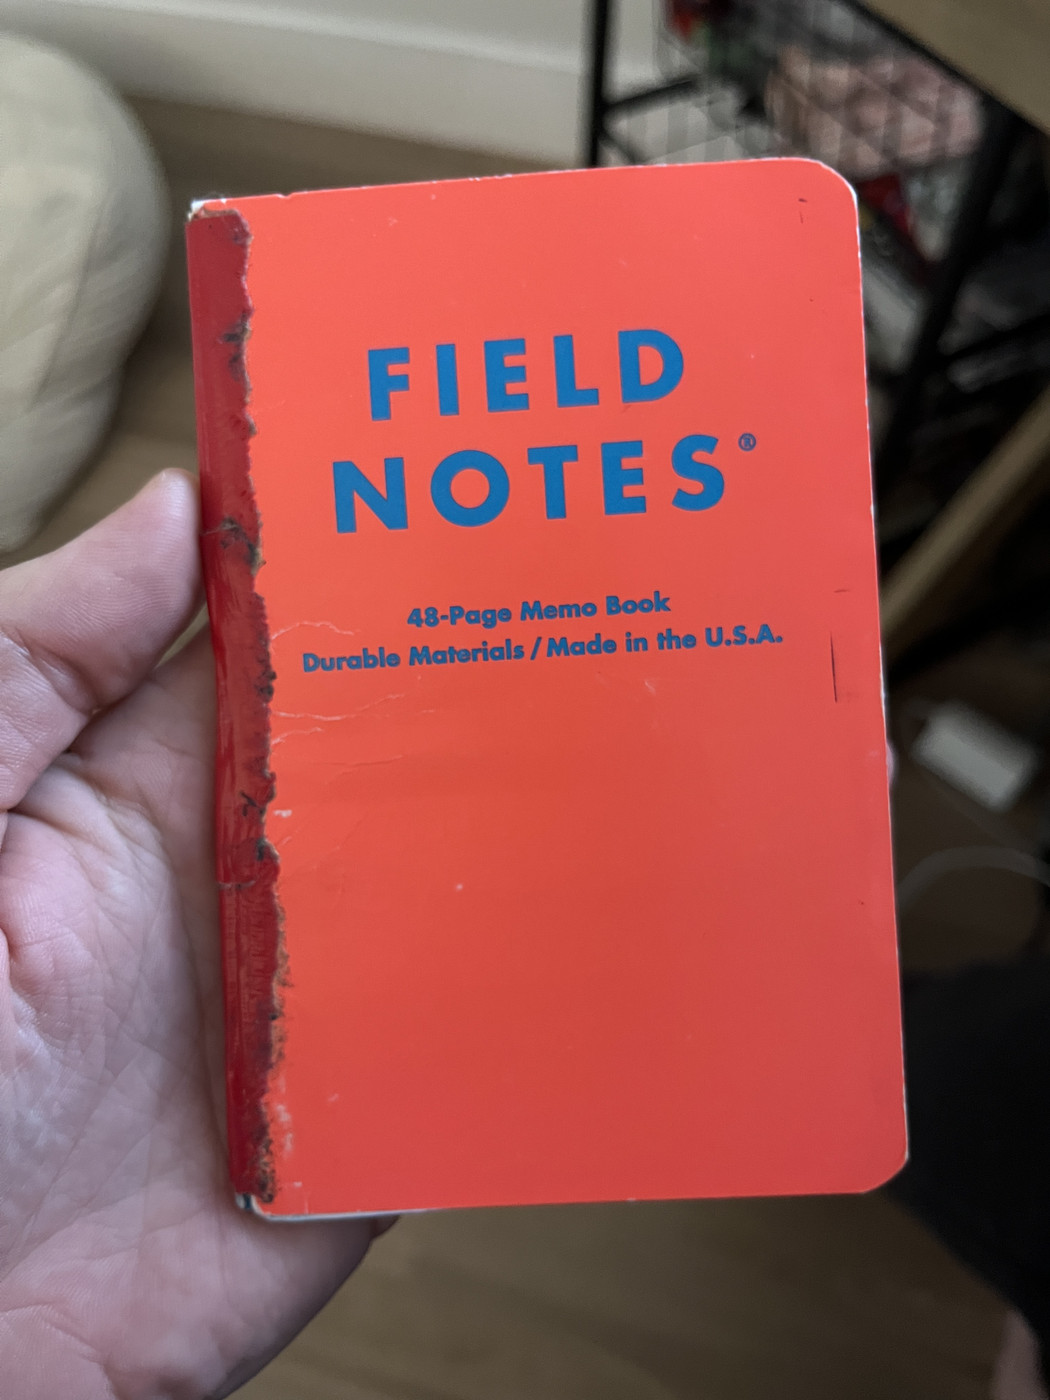 FIELD
NOTES®
48-Page Memo Book
Durable Materials / Made in the U.S.A.